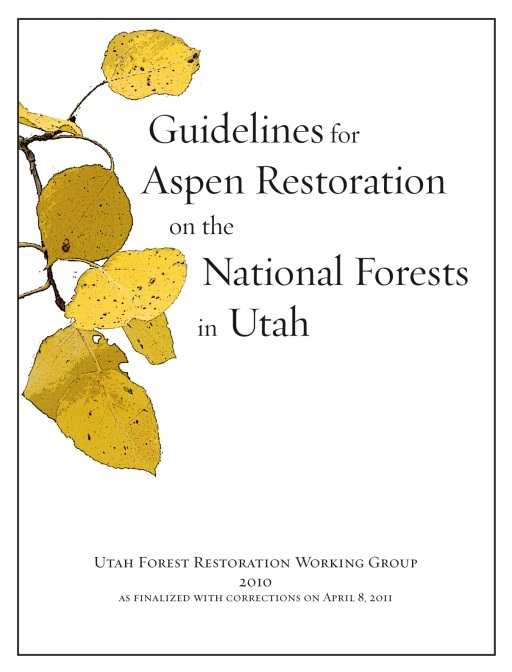 Guidelines for
Aspen Restoration
on the
National Forests
in Utah
Utah Forest Restoration Working Group
2010
as finalized with corrections on April 8, 2011